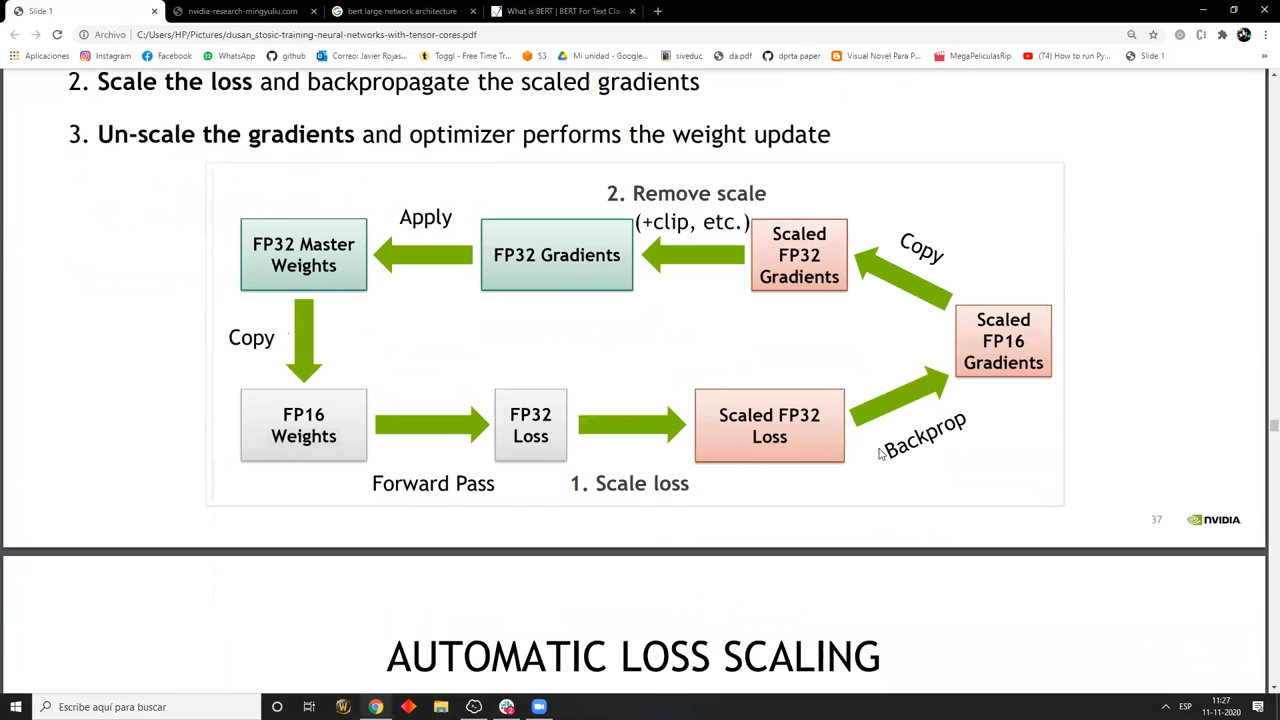 Slide 1
nvidia-research-mingyuliu.com
bert large network architecture -
What is BERT | BERT For Text Clas
Archivo
C:/Users/HP/Pictures/dusan_stosic-training-neural-networks-with-tensor-cores.pdf
Aplicaciones
Instagram
Facebook
WhatsApp
github
Correo: Javier Rojas...
Toggl - Free Time Tr...
S3
Mi unidad - Google...
siveduc
da.pdf
dprta paper
Visual Novel Para P...
MegaPeliculasRip
(74) How to run Py...
Slide 1
2. Scale the loss and backpropagate the scaled gradients
3. Un-scale the gradients and optimizer performs the weight update
2. Remove scale
(+clip, etc.)
Apply
FP32 Master
Weights
FP32 Gradients
Scaled
FP32
Gradients
Copy
Scaled
FP16
Gradients
Copy
FP16
Weights
FP32
Loss
Scaled FP32
Loss
Backprop
Forward Pass
1. Scale loss
37
NVIDIA.
AUTOMATIC LOSS SCALING
Escribe aquí para buscar
ESP
11:27
11-11-2020